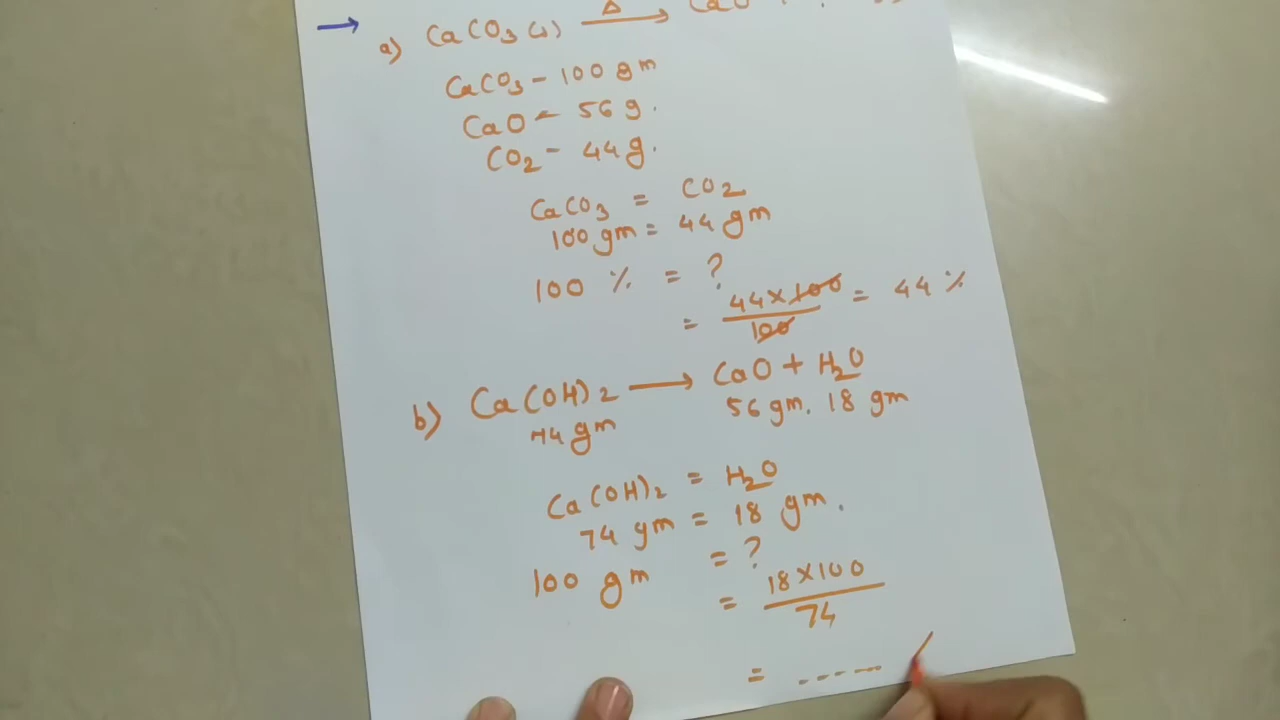 → a) CaCO3 (s) —Δ→ CaO
CaCO3 - 100 gm
CaO - 56 g.
CO2 - 44 g.
CaCO3 = CO2
100 gm = 44 gm
100 % = ?
= 44 × 100 / 100 = 44 %
b) Ca(OH)2 → CaO + H2O
74 gm 56 gm. 18 gm
Ca(OH)2 = H2O
74 gm = 18 gm.
100 gm = ?
= 18 × 100 / 74
= -----